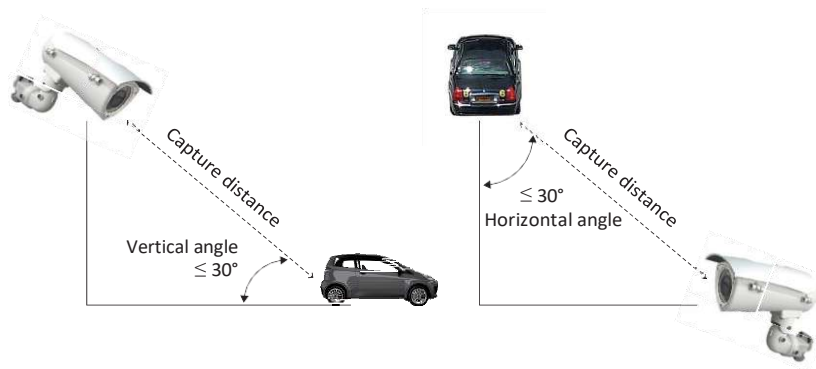 Capture distance
Vertical angle
≤ 30°
Capture distance
≤ 30°
Horizontal angle